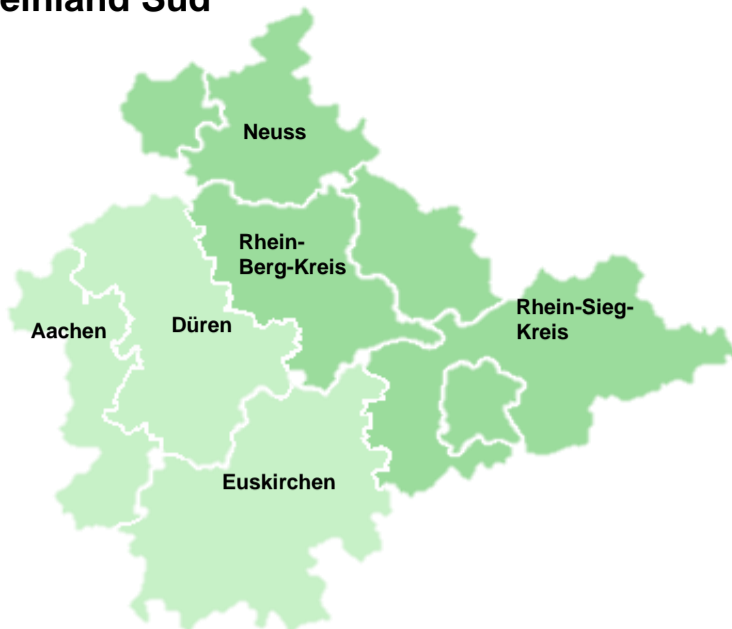 einland Süd
Neuss
Rhein-
Berg-Kreis
Rhein-Sieg-
Kreis
Aachen
Düren
Euskirchen